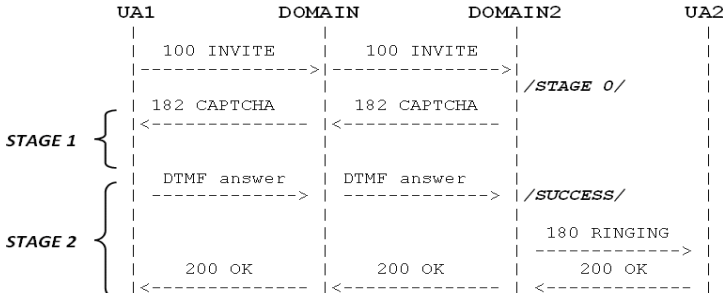 UA1 DOMAIN DOMAIN2 UA2
100 INVITE 100 INVITE
/STAGE 0/
182 CAPTCHA 182 CAPTCHA
STAGE 1
DTMF answer DTMF answer
/SUCCESS/
180 RINGING
STAGE 2
200 OK 200 OK 200 OK